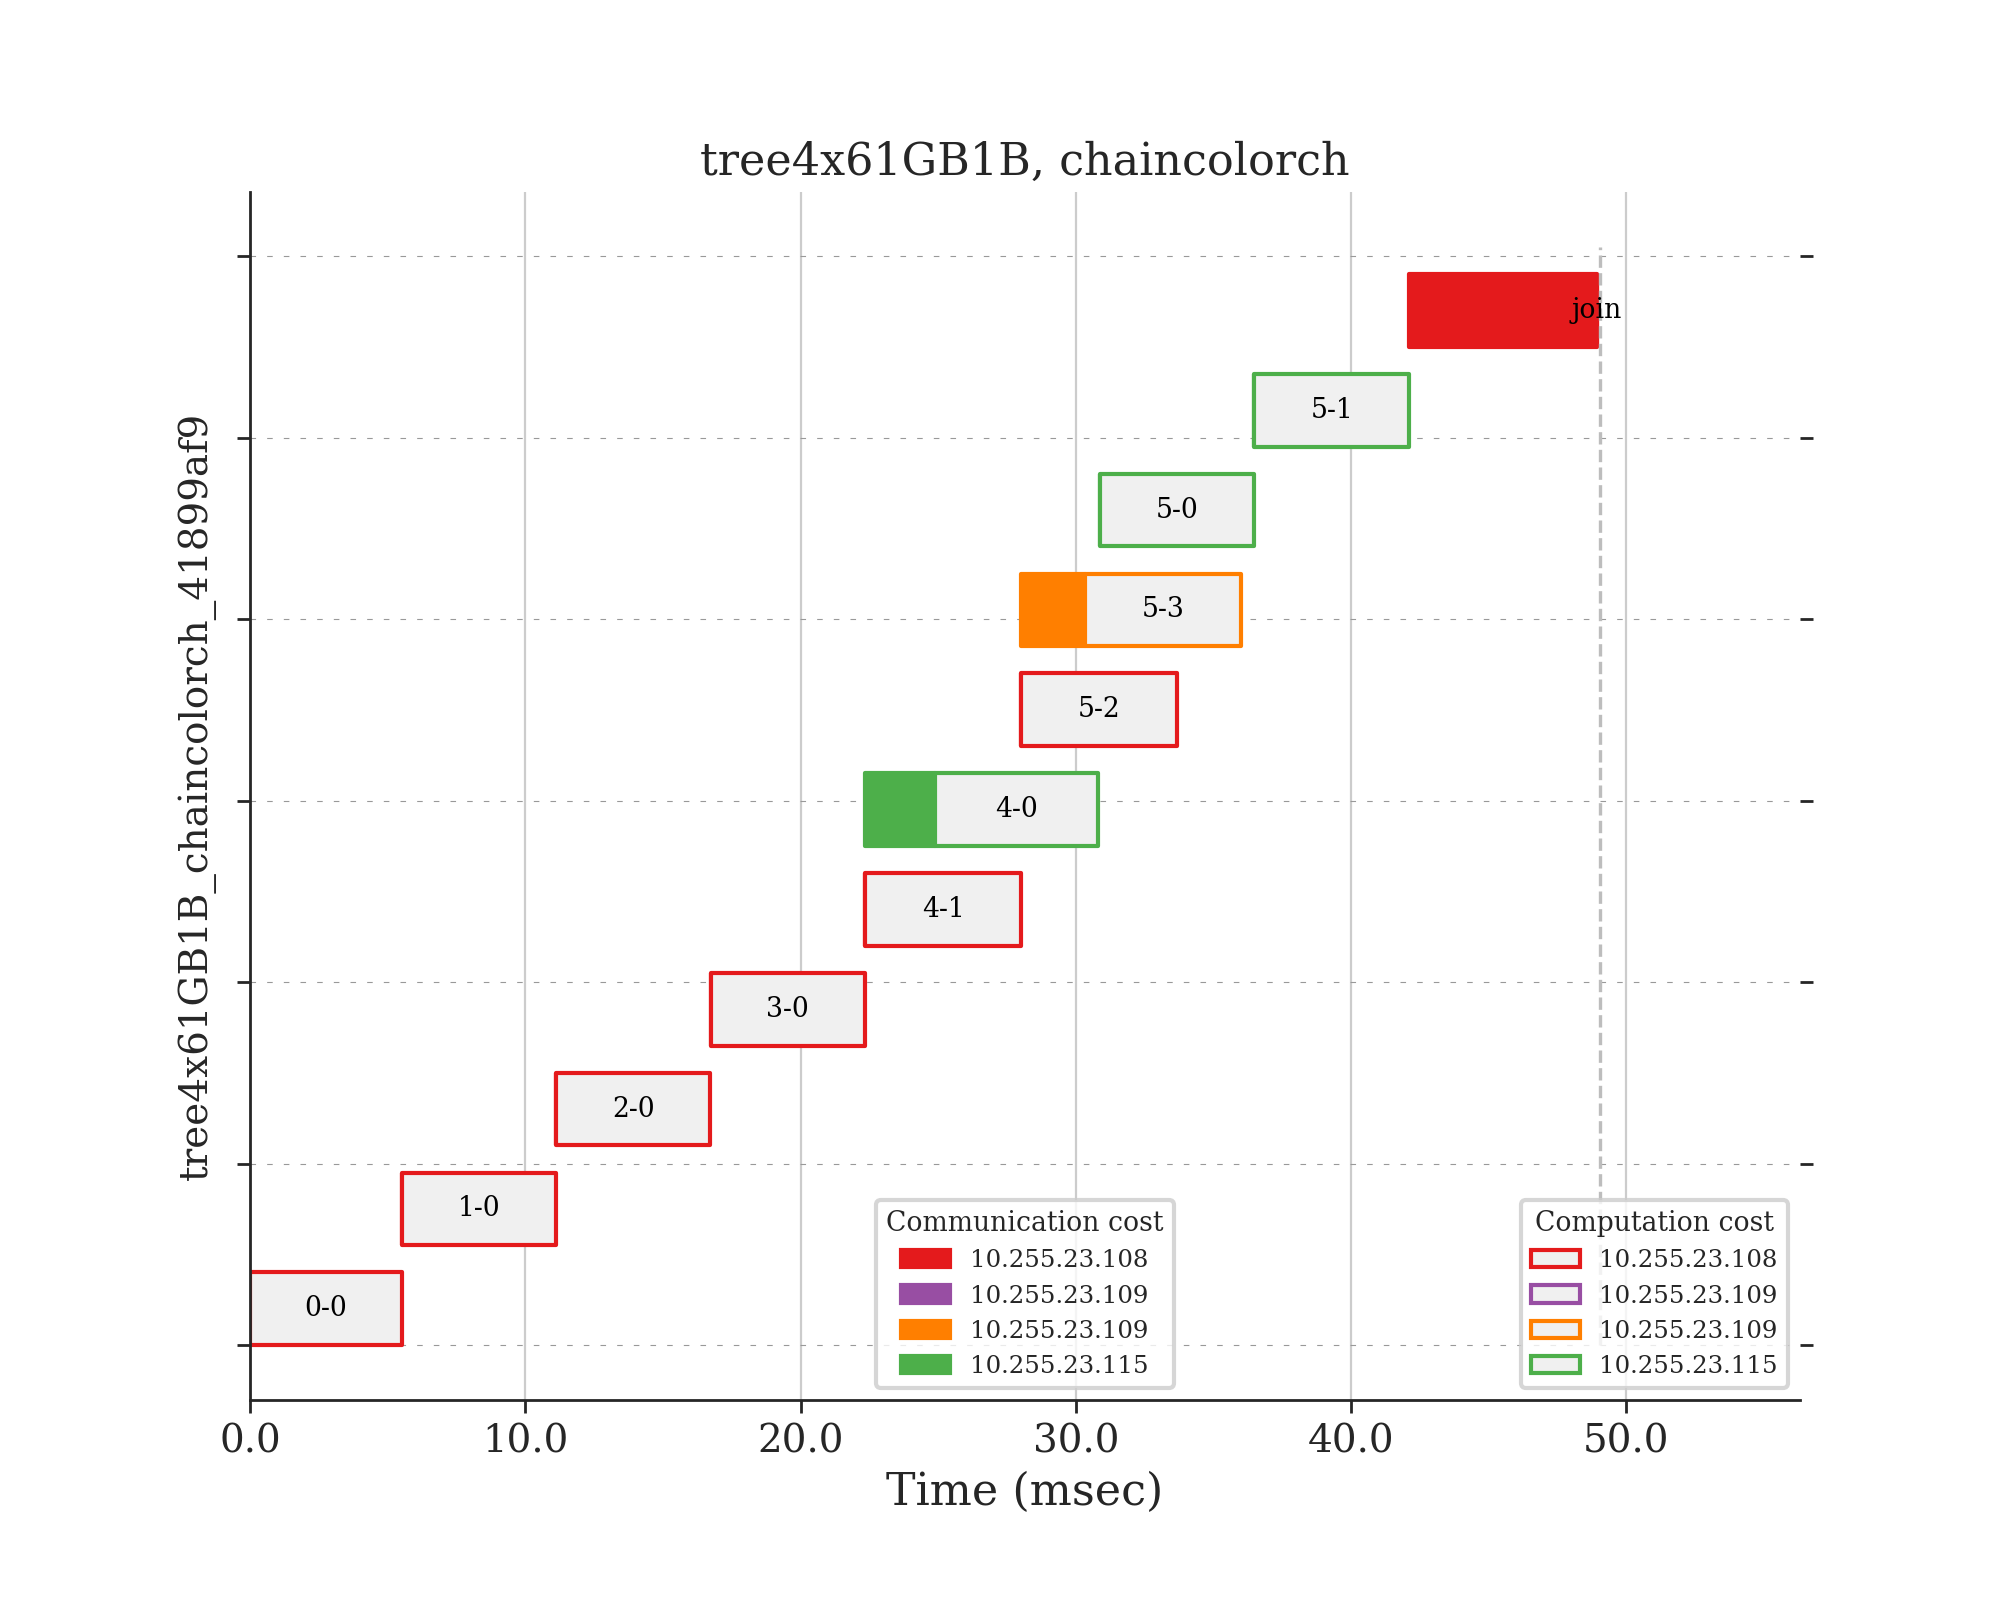 tree4x61GB1B, chaincolorch
tree4x61GB1B_chaincolorch_41899af9
join
5-1
5-0
5-3
5-2
4-0
4-1
3-0
2-0
1-0
0-0
Communication cost
10.255.23.108
10.255.23.109
10.255.23.109
10.255.23.115
Computation cost
10.255.23.108
10.255.23.109
10.255.23.109
10.255.23.115
0.0 10.0 20.0 30.0 40.0 50.0
Time (msec)